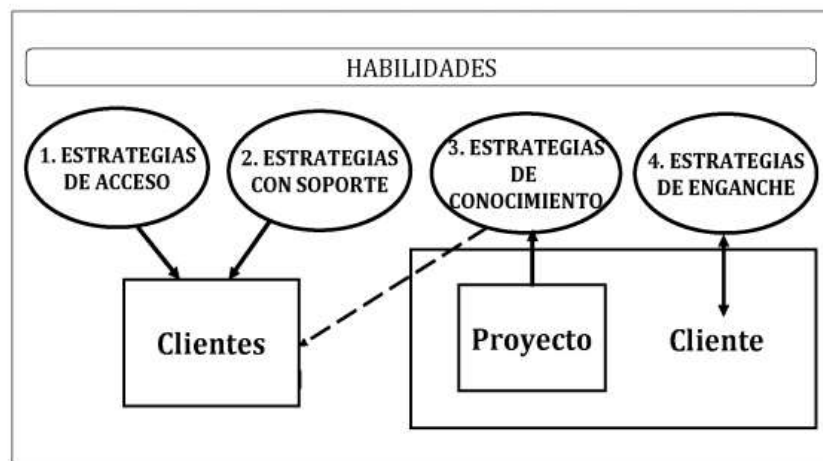 HABILIDADES
1. ESTRATEGIAS
DE ACCESO
2. ESTRATEGIAS
CON SOPORTE
3. ESTRATEGIAS
DE
CONOCIMIENTO
4. ESTRATEGIAS
DE ENGANCHE
Clientes
Proyecto
Cliente